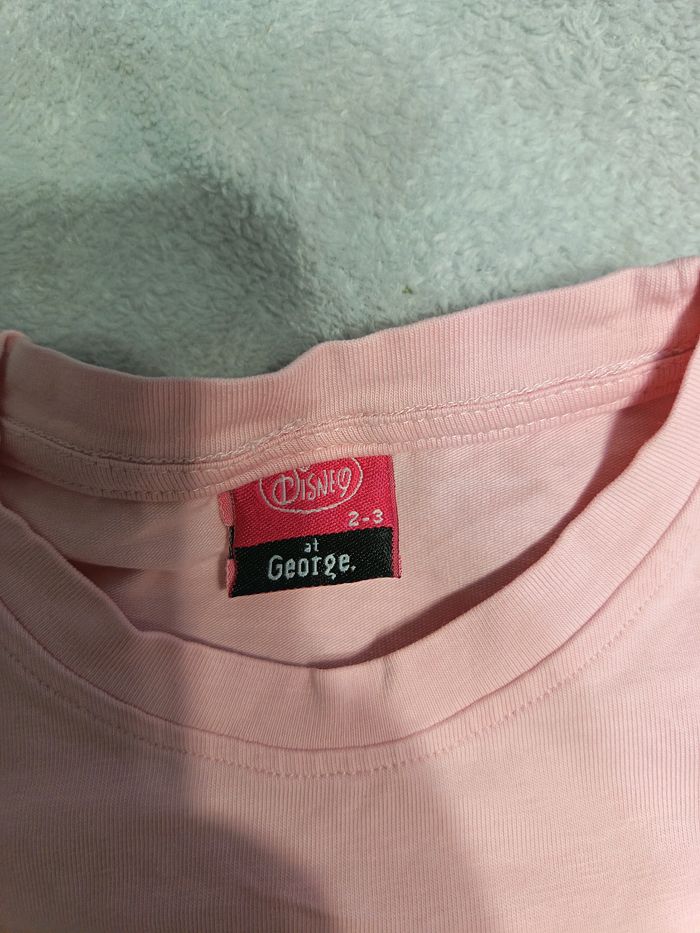 Disney
2-3
at
George.